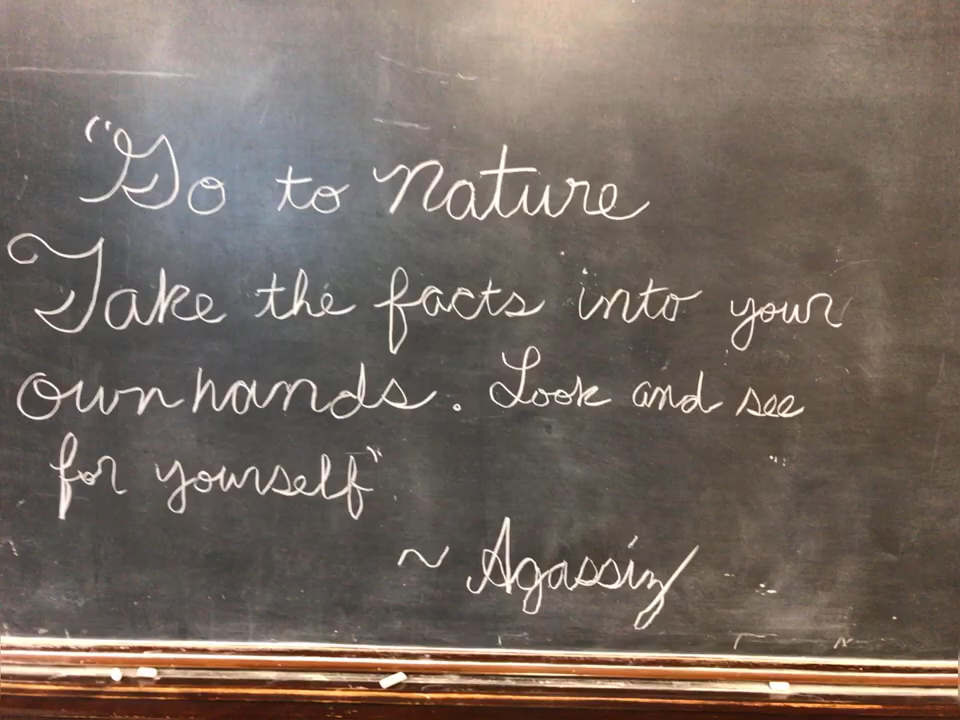 "Go to Nature
Take the facts into your
own hands. Look and see
for yourself"
~ Agassiz